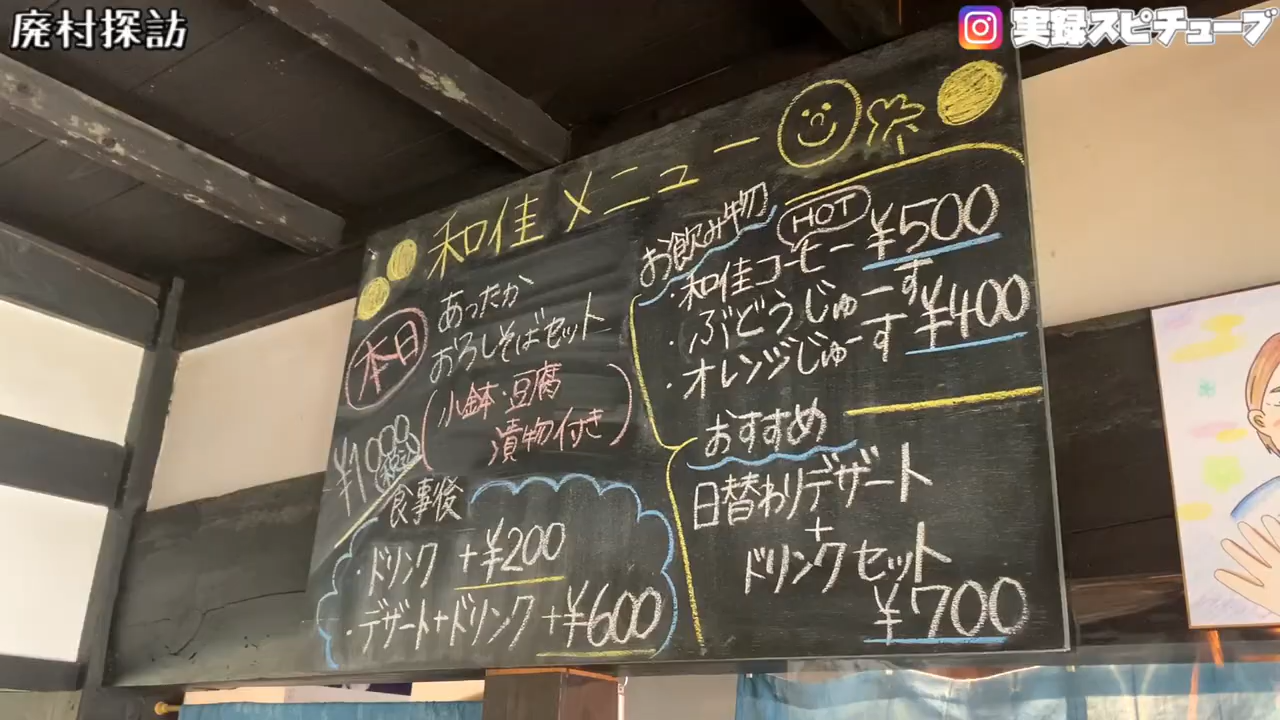 廃村探訪
実録スピチューブ
和佳メニュー
本日
あったか
おろしそばセット
(小鉢・豆腐
漬物付き)
¥1000
税込
食事後
・ドリンク +¥200
・デザート+ドリンク +¥600
お飲み物
HOT
・和佳コーヒー ¥500
・ぶどうじゅーす
・オレンジじゅーす ¥400
おすすめ
日替わりデザート
+
ドリンクセット
¥700